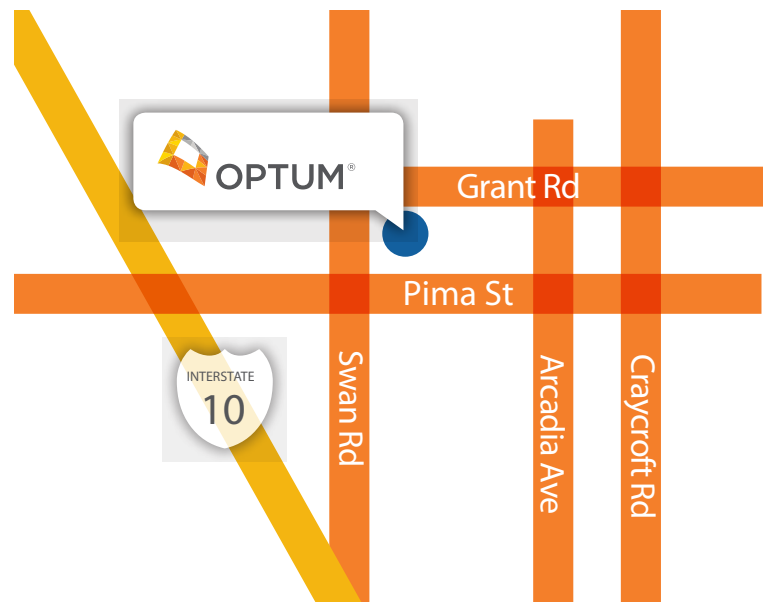 OPTUM®
Grant Rd
Pima St
INTERSTATE
10
Swan Rd
Arcadia Ave
Craycroft Rd